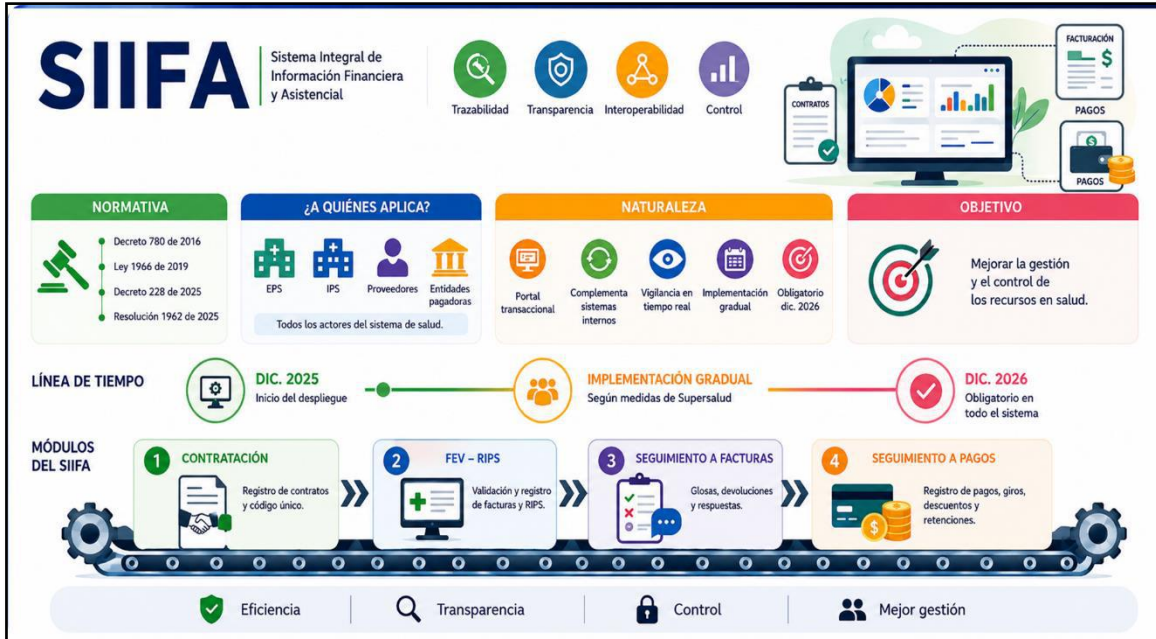 SIIFA
Sistema Integral de
Información Financiera
y Asistencial
Trazabilidad
Transparencia
Interoperabilidad
Control
CONTRATOS
FACTURACIÓN
$
PAGOS
$
PAGOS
NORMATIVA
Decreto 780 de 2016
Ley 1966 de 2019
Decreto 228 de 2025
Resolución 1962 de 2025
¿A QUIÉNES APLICA?
EPS
IPS
Proveedores
Entidades
pagadoras
Todos los actores del sistema de salud.
NATURALEZA
Portal
transaccional
Complementa
sistemas
internos
Vigilancia en
tiempo real
Implementación
gradual
Obligatorio
dic. 2026
OBJETIVO
Mejorar la gestión
y el control de
los recursos en salud.
LÍNEA DE TIEMPO
DIC. 2025
Inicio del despliegue
IMPLEMENTACIÓN GRADUAL
Según medidas de Supersalud
DIC. 2026
Obligatorio en
todo el sistema
MÓDULOS
DEL SIIFA
1 CONTRATACIÓN
Registro de contratos
y código único.
2 FEV – RIPS
Validación y registro
de facturas y RIPS.
3 SEGUIMIENTO A FACTURAS
Glosas, devoluciones
y respuestas.
4 SEGUIMIENTO A PAGOS
Registro de pagos, giros,
descuentos y
retenciones.
$
Eficiencia
Transparencia
Control
Mejor gestión